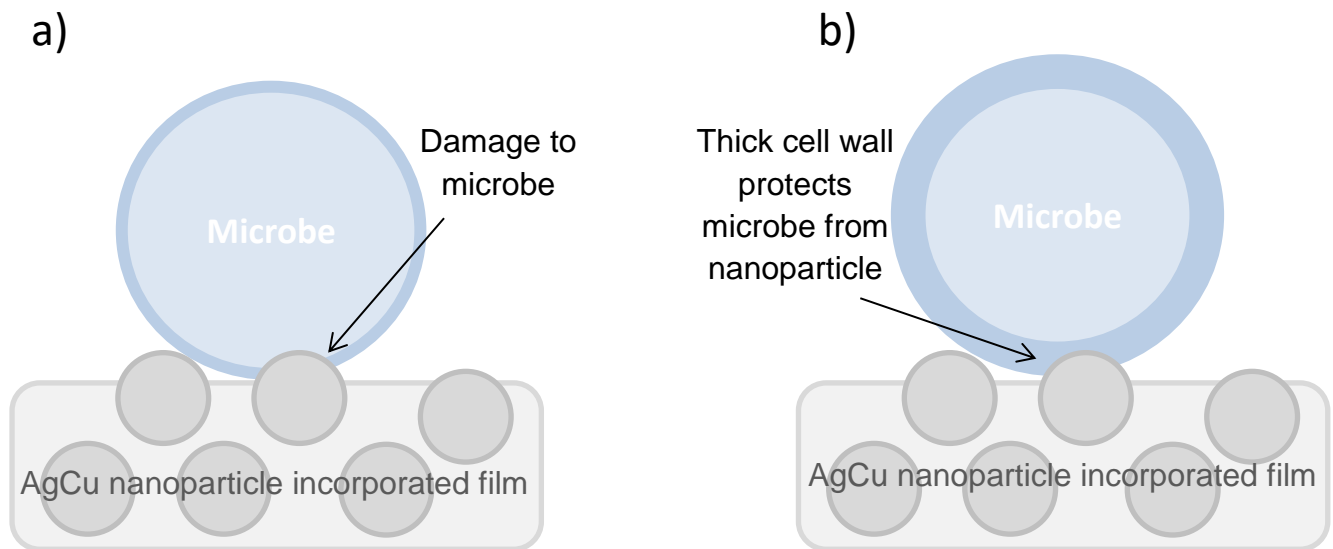 a)
Microbe
Damage to
microbe
AgCu nanoparticle incorporated film
b)
Thick cell wall
protects
microbe from
nanoparticle
Microbe
AgCu nanoparticle incorporated film